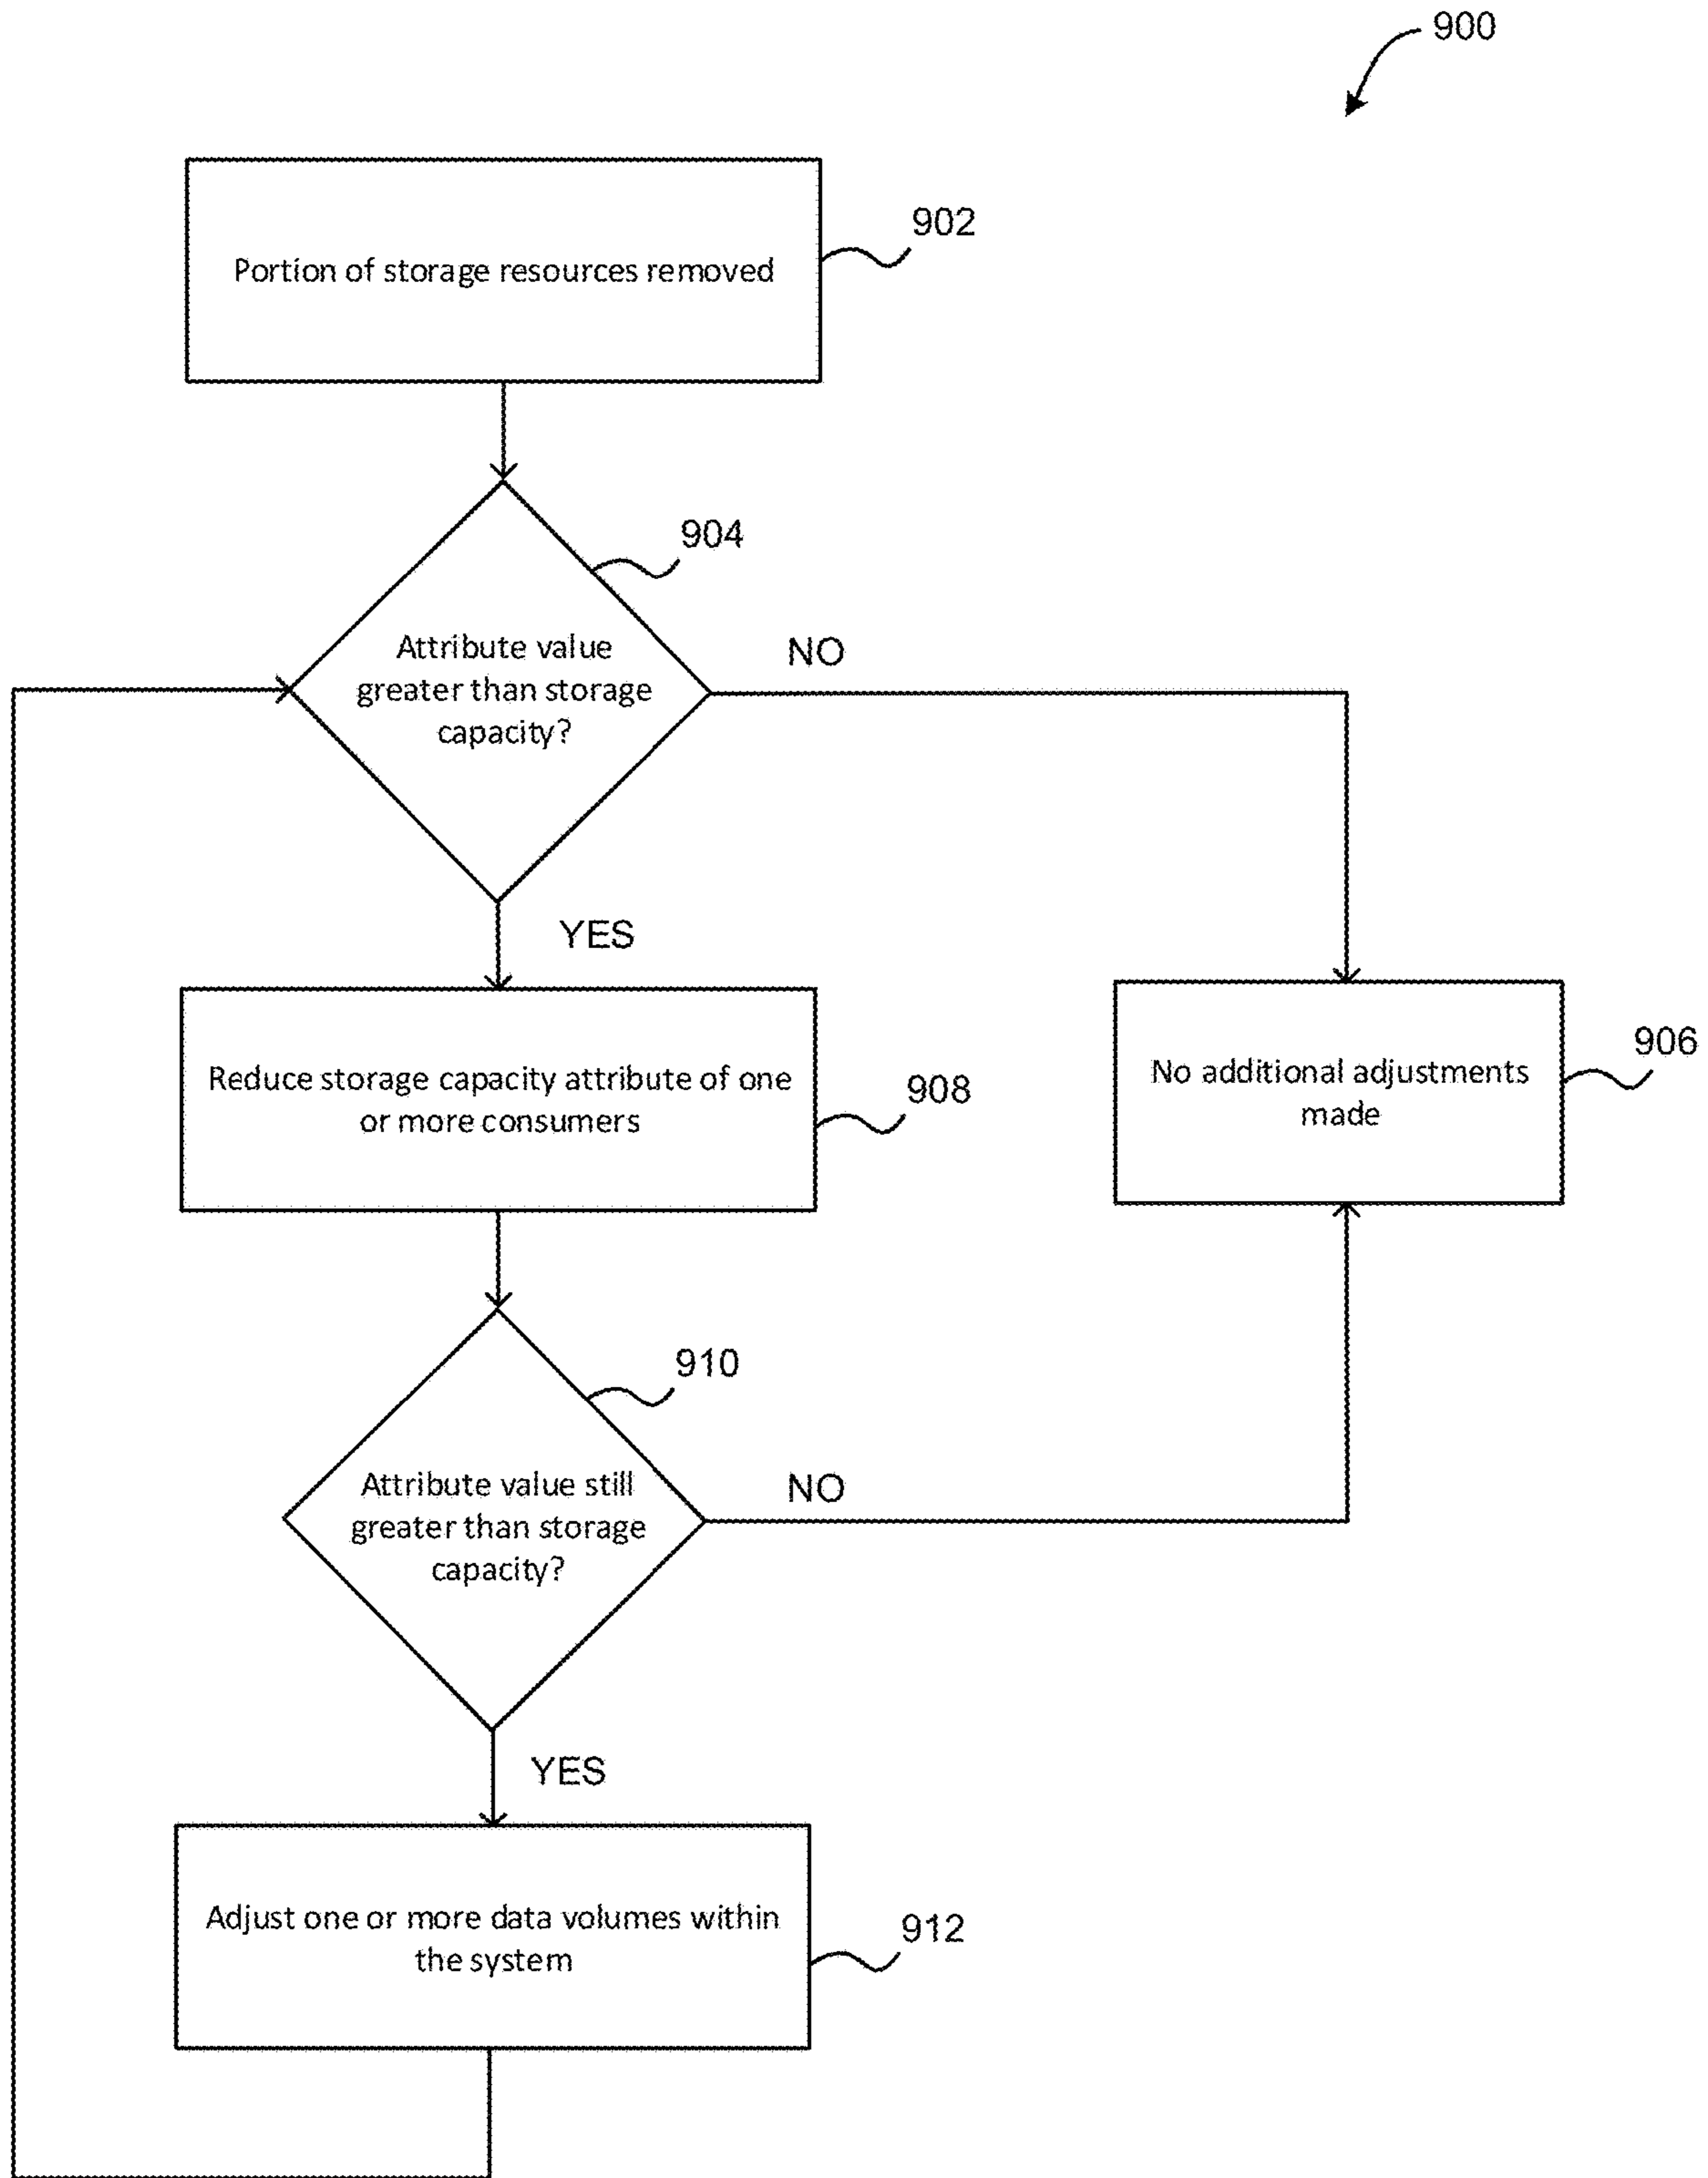 900
Portion of storage resources removed
902
904
Attribute value
greater than storage
capacity?
NO
YES
Reduce storage capacity attribute of one
or more consumers
908
No additional adjustments
made
906
910
Attribute value still
greater than storage
capacity?
NO
YES
Adjust one or more data volumes within
the system
912